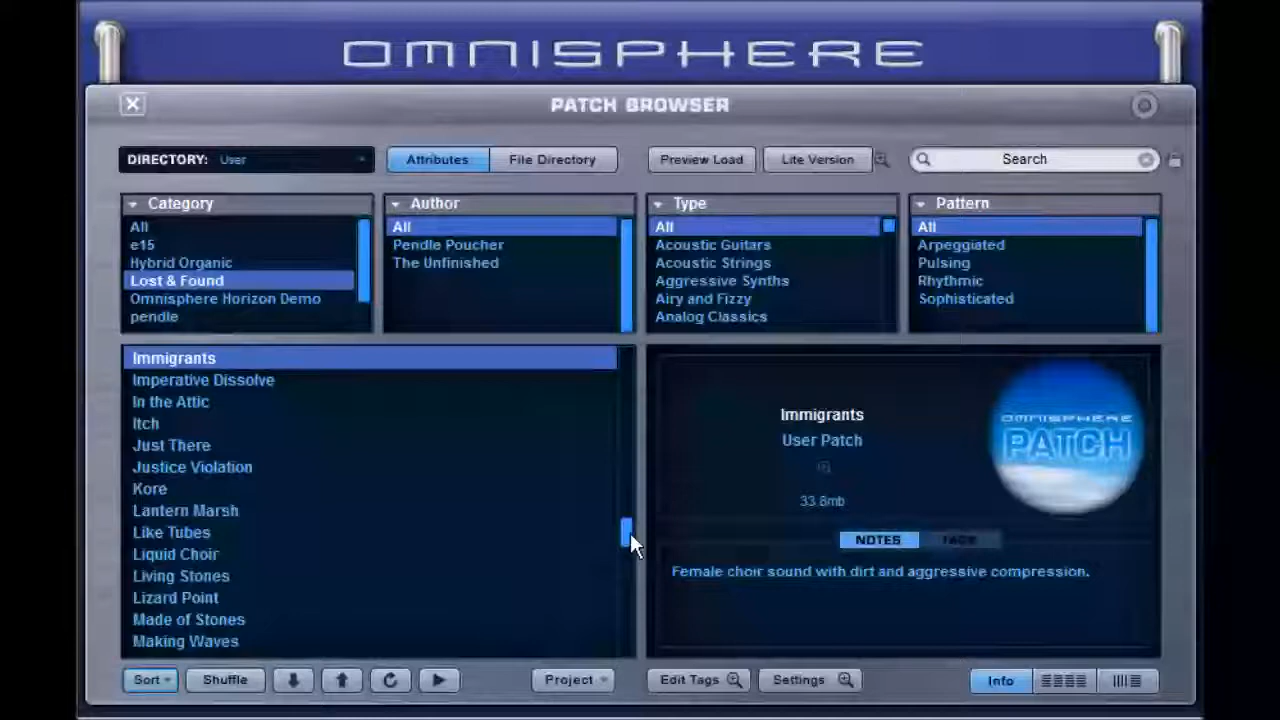 OMNISPHERE
PATCH BROWSER
DIRECTORY: User
Attributes
File Directory
Preview Load
Lite Version
Search
Category
All
e15
Hybrid Organic
Lost & Found
Omnisphere Horizon Demo
pendle
Author
All
Pendle Poucher
The Unfinished
Type
All
Acoustic Guitars
Acoustic Strings
Aggressive Synths
Airy and Fizzy
Analog Classics
Pattern
All
Arpeggiated
Pulsing
Rhythmic
Sophisticated
Immigrants
Imperative Dissolve
In the Attic
Itch
Just There
Justice Violation
Kore
Lantern Marsh
Like Tubes
Liquid Choir
Living Stones
Lizard Point
Made of Stones
Making Waves
Immigrants
User Patch
33.8mb
OMNISPHERE
PATCH
NOTES
TAGS
Female choir sound with dirt and aggressive compression.
Sort
Shuffle
Project
Edit Tags
Settings
Info